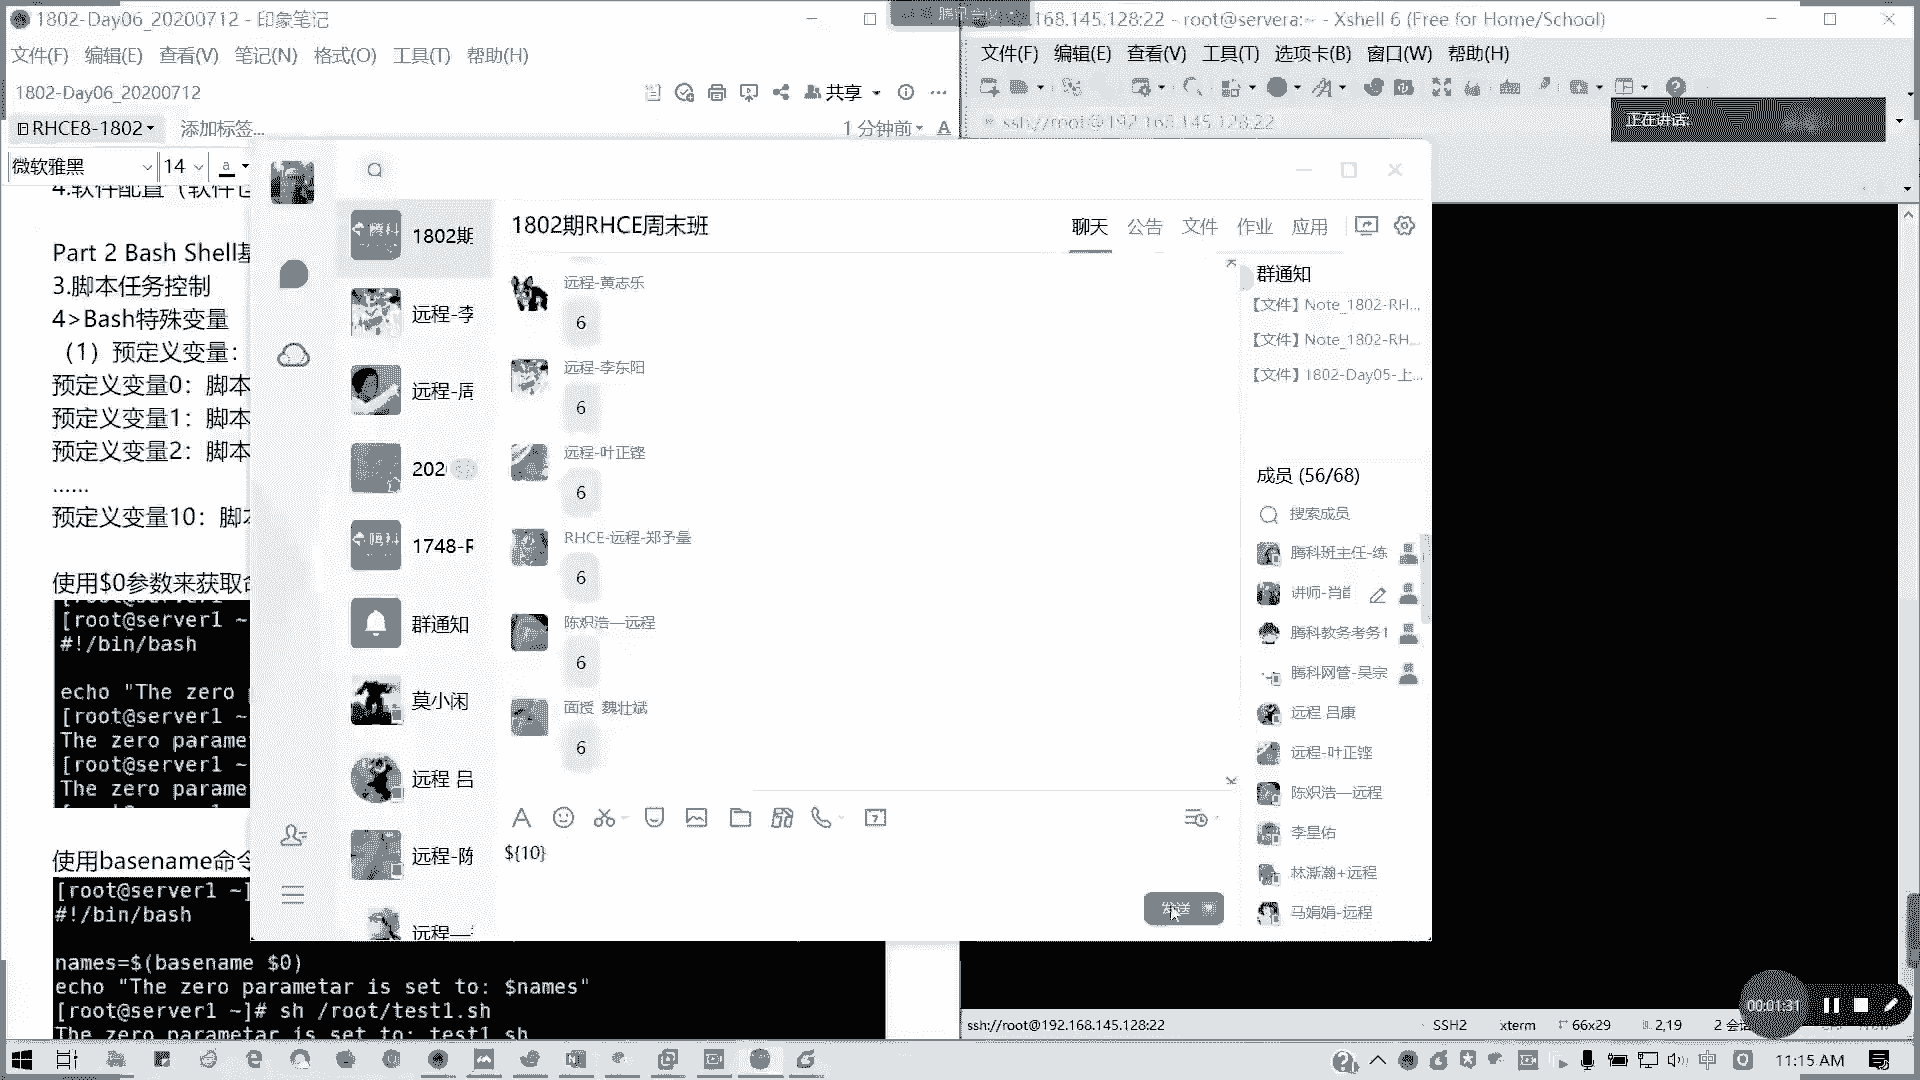 1802-Day06_20200712 - 印象笔记
文件(F) 编辑(E) 查看(V) 笔记(N) 格式(O) 工具(T) 帮助(H)
1802-Day06_20200712
共享
RHCE8-1802
添加标签...
1 分钟前
微软雅黑
14
4.软件配置（软件
Part 2 Bash Shell基
3.脚本任务控制
4>Bash特殊变量
（1）预定义变量：
预定义变量0：脚本
预定义变量1：脚本
预定义变量2：脚本
......
预定义变量10：脚
使用$0参数来获取
[root@server1 ~
#!/bin/bash
echo "The zero
[root@server1 ~
The zero parame
[root@server1 ~
The zero parame
使用basename命令
[root@server1 ~]
#!/bin/bash
names=$(basename $0)
echo "The zero parametar is set to: $names"
[root@server1 ~]# sh /root/test1.sh
The zero parametar is set to: test1.sh
腾讯会议
168.145.128:22 - root@servera:~ - Xshell 6 (Free for Home/School)
文件(F) 编辑(E) 查看(V) 工具(T) 选项卡(B) 窗口(W) 帮助(H)
ssh://root@192.168.145.128:22
正在讲话:
1802期
远程-李
远程-周
202
1748-R
群通知
莫小闲
远程 吕
远程-陈
远程—
1802期RHCE周末班
聊天 公告 文件 作业 应用
远程-黄志乐
6
远程-李东阳
6
远程-叶正铿
6
RHCE-远程-郑予量
6
陈炽浩—远程
6
面授 魏壮斌
6
${10}
发送
群通知
【文件】Note_1802-RH...
【文件】Note_1802-RH...
【文件】1802-Day05-上...
成员 (56/68)
搜索成员
腾科班主任-练
讲师-肖
腾科教务考务1
腾科网管-吴宗
远程 吕康
远程-叶正铿
陈炽浩—远程
李星佑
林澌瀚+远程
马娟娟-远程
00:01:31
ssh://root@192.168.145.128:22
SSH2
xterm
66x29
2,19
2 会
11:15 AM